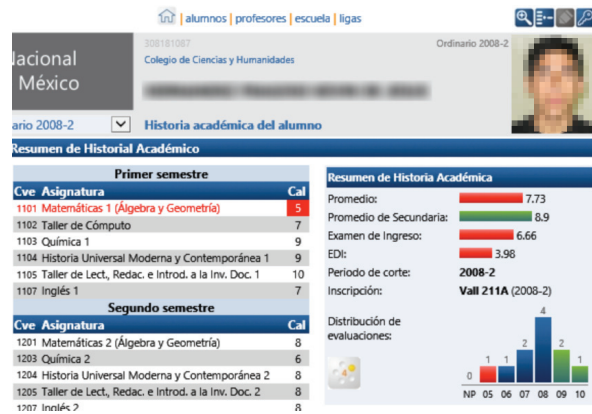 alumnos | profesores | escuela | ligas
308181087
Ordinario 2008-2
Colegio de Ciencias y Humanidades
Nacional
México
ario 2008-2
Historia académica del alumno
Resumen de Historial Académico
Primer semestre
Cve Asignatura Cal
1101 Matemáticas 1 (Álgebra y Geometría) 5
1102 Taller de Cómputo 7
1103 Química 1 9
1104 Historia Universal Moderna y Contemporánea 1 9
1105 Taller de Lect., Redac. e Introd. a la Inv. Doc. 1 10
1107 Inglés 1 7
Segundo semestre
Cve Asignatura Cal
1201 Matemáticas 2 (Álgebra y Geometría) 8
1203 Química 2 6
1204 Historia Universal Moderna y Contemporánea 2 8
1205 Taller de Lect., Redac. e Introd. a la Inv. Doc. 2 8
1207 Inglés 2 8
Resumen de Historia Académica
Promedio: 7.73
Promedio de Secundaria: 8.9
Examen de Ingreso: 6.66
EDI: 3.98
Periodo de corte: 2008-2
Inscripción: Vall 211A (2008-2)
Distribución de
evaluaciones:
0 1 1 2 4 2 1
NP 05 06 07 08 09 10